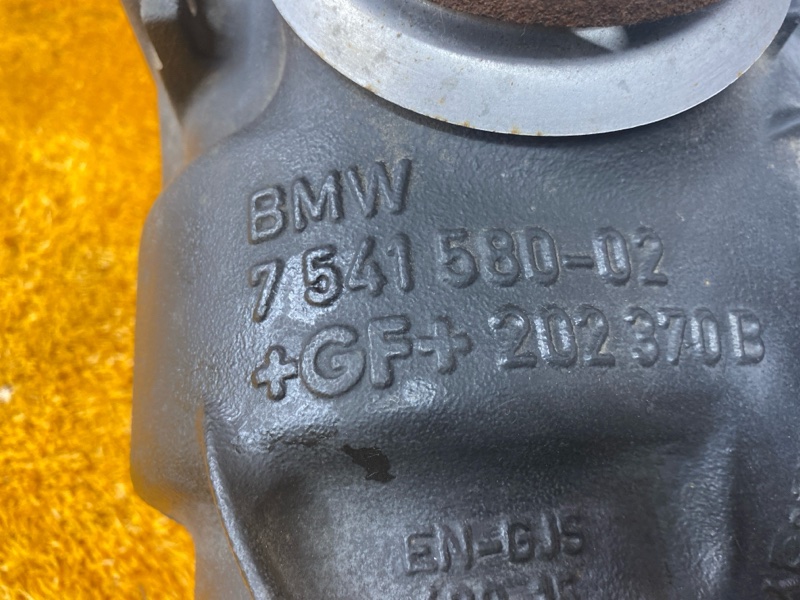 BMW
7 541 580-02
+GF+ 202 370 B
EN-GJS